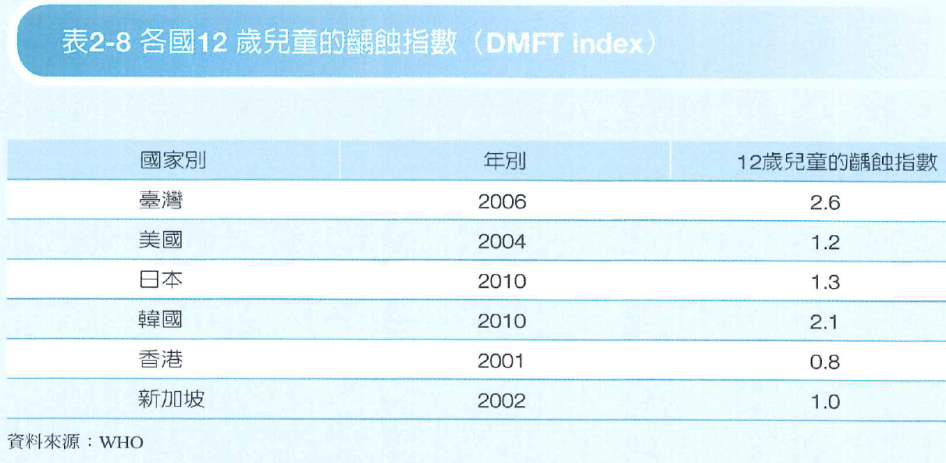 表2-8 各國12 歲兒童的齲蝕指數（DMFT index）
國家別 年別 12歲兒童的齲蝕指數
臺灣 2006 2.6
美國 2004 1.2
日本 2010 1.3
韓國 2010 2.1
香港 2001 0.8
新加坡 2002 1.0
資料來源：WHO